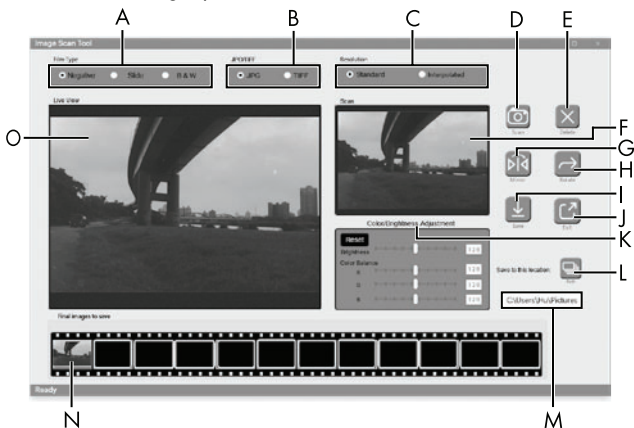 A
B
C
D
E
Image Scan Tool
Film Type
JPG/TIFF
Resolution
Negative Slide B & W
JPG TIFF
Standard Interpolated
Live View
Scan
Scan
Delete
O
F
G
H
Mirror
Rotate
I
J
Save
Exit
K
Color/Brightness Adjustment
Reset
Brightness
128
Color Balance
R
128
G
128
B
128
Save to this location
L
C:\Users\Hu\Pictures
Final images to save
Ready
N
M